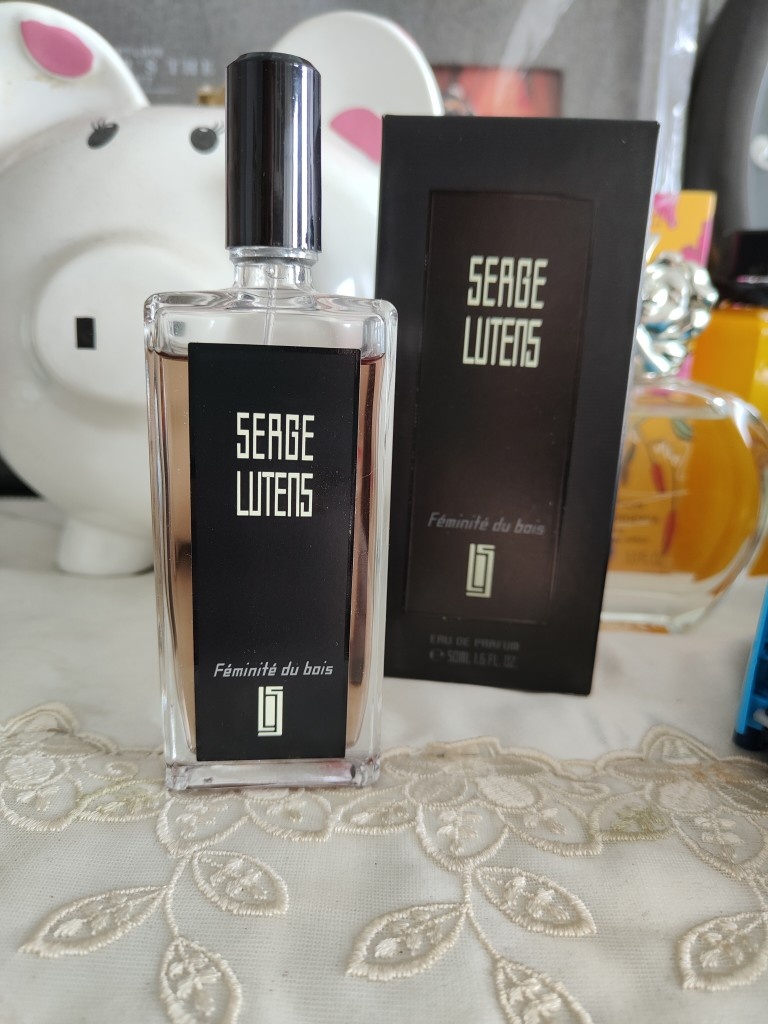 SERGE
LUTENS
Féminité du bois
SERGE
LUTENS
Féminité du bois
EAU DE PARFUM
e 50ML 1.6 FL. OZ.